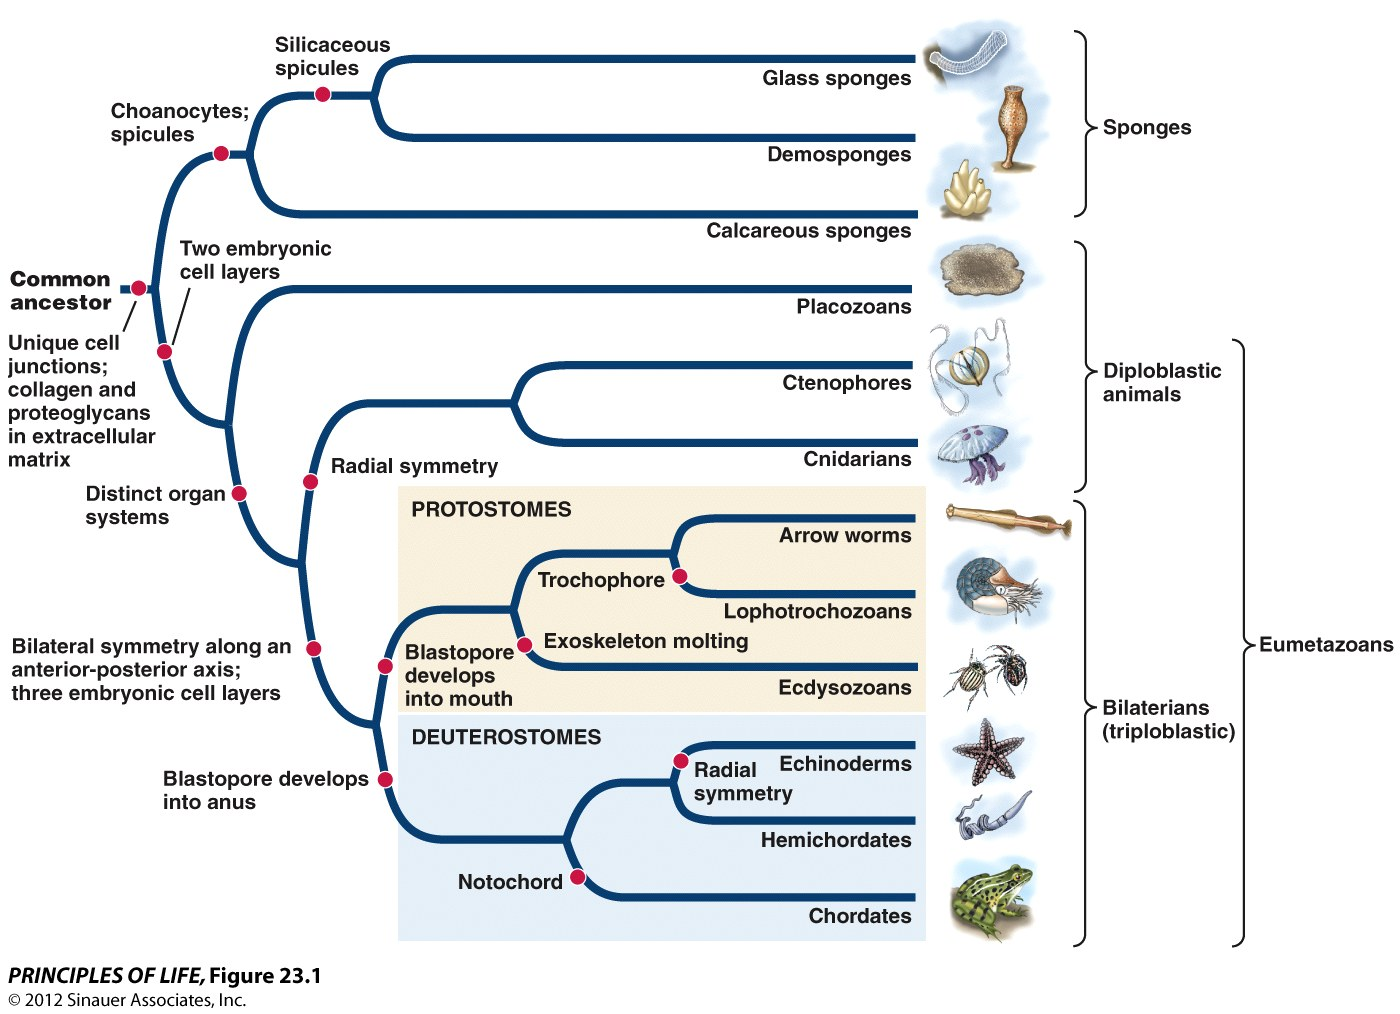 Silicaceous
spicules
Glass sponges
Choanocytes;
spicules
Sponges
Demosponges
Calcareous sponges
Two embryonic
cell layers
Common
ancestor
Placozoans
Unique cell
junctions;
collagen and
proteoglycans
in extracellular
matrix
Ctenophores
Diploblastic
animals
Cnidarians
Radial symmetry
Distinct organ
systems
PROTOSTOMES
Arrow worms
Trochophore
Lophotrochozoans
Exoskeleton molting
Bilateral symmetry along an
anterior-posterior axis;
three embryonic cell layers
Blastopore
develops
into mouth
Ecdysozoans
Eumetazoans
Bilaterians
(triploblastic)
DEUTEROSTOMES
Echinoderms
Radial
symmetry
Blastopore develops
into anus
Hemichordates
Notochord
Chordates
PRINCIPLES OF LIFE, Figure 23.1
© 2012 Sinauer Associates, Inc.